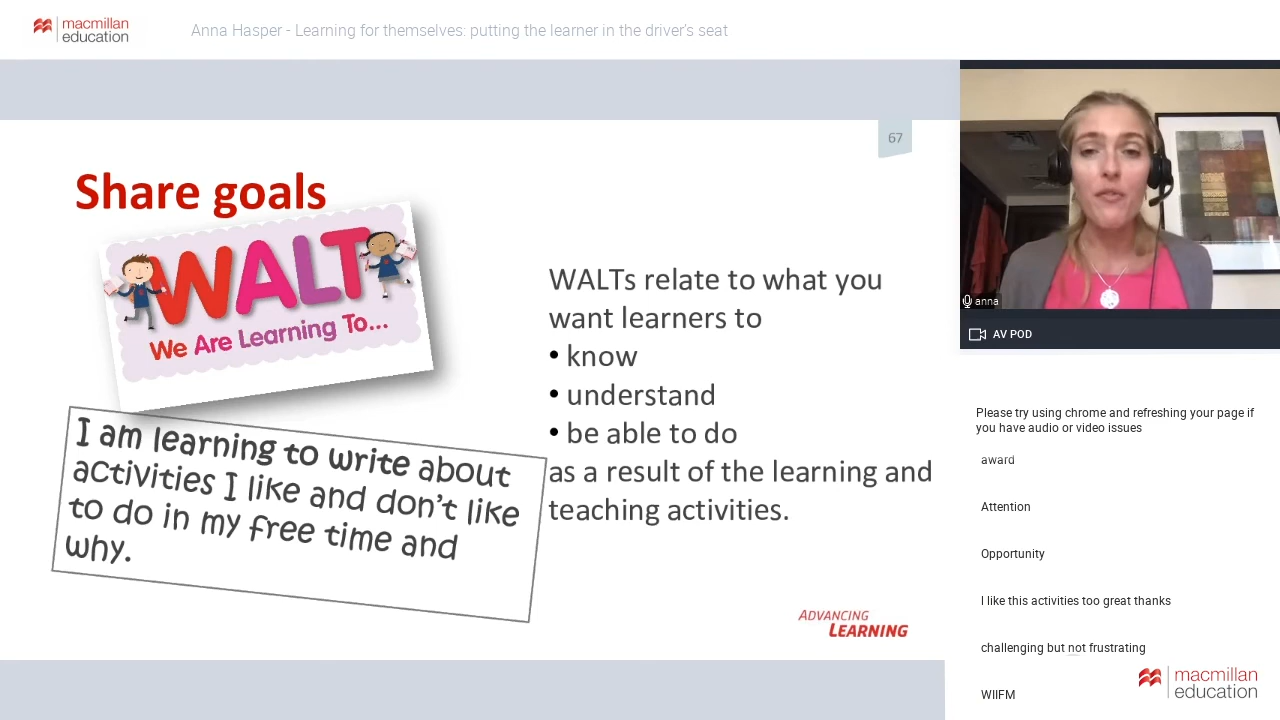 macmillan
education
Anna Hasper - Learning for themselves: putting the learner in the driver's seat
67
Share goals
WALT
We Are Learning To...
I am learning to write about
activities I like and don't like
to do in my free time and
why.
WALTs relate to what you
want learners to
• know
• understand
• be able to do
as a result of the learning and
teaching activities.
ADVANCING
LEARNING
anna
AV POD
Please try using chrome and refreshing your page if
you have audio or video issues
award
Attention
Opportunity
I like this activities too great thanks
challenging but not frustrating
WIIFM
macmillan
education